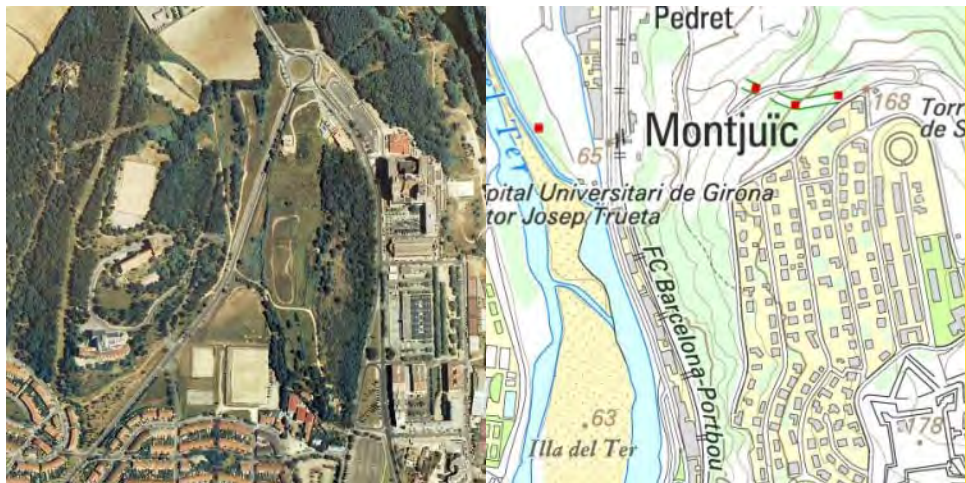 Pedret
168
Torr
de S
Montjuïc
65
Ter
pital Universitari de Girona
tor Josep Trueta
FC Barcelona-Portbou
63
Illa del Ter
178